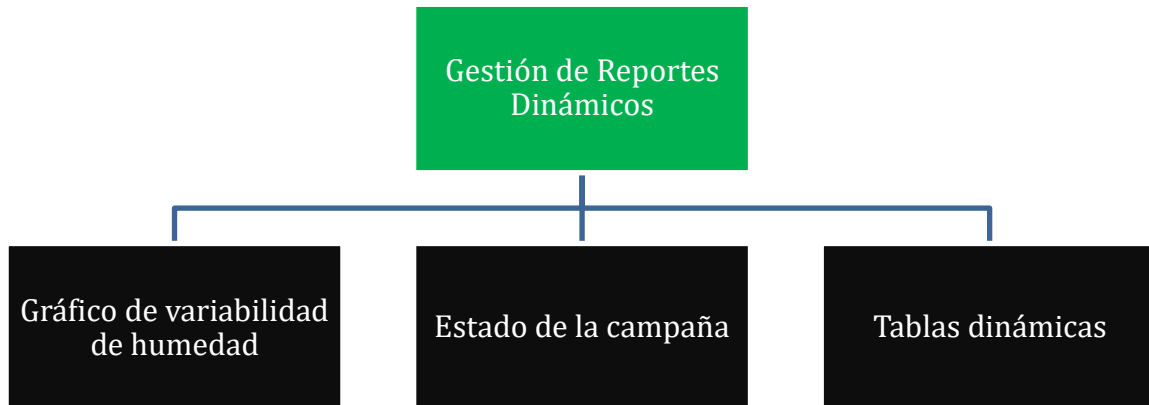 Gestión de Reportes
Dinámicos
Gráfico de variabilidad
de humedad
Estado de la campaña
Tablas dinámicas